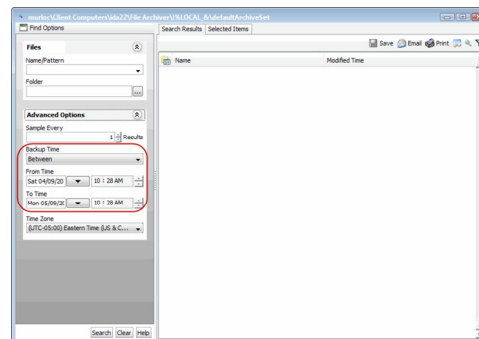 murloc\Client Computers\ida22\File Archiver\%LOCAL_8\defaultArchiveSet
Find Options
Search Results
Selected Items
Files
Name/Pattern
Folder
...
Save
Email
Print
Name
Modified Time
Advanced Options
Sample Every
1
Results
Backup Time
Between
From Time
Sat 04/09/20
10 : 28 AM
To Time
Mon 05/09/20
10 : 28 AM
Time Zone
(UTC-05:00) Eastern Time (US & C...
Search
Clear
Help